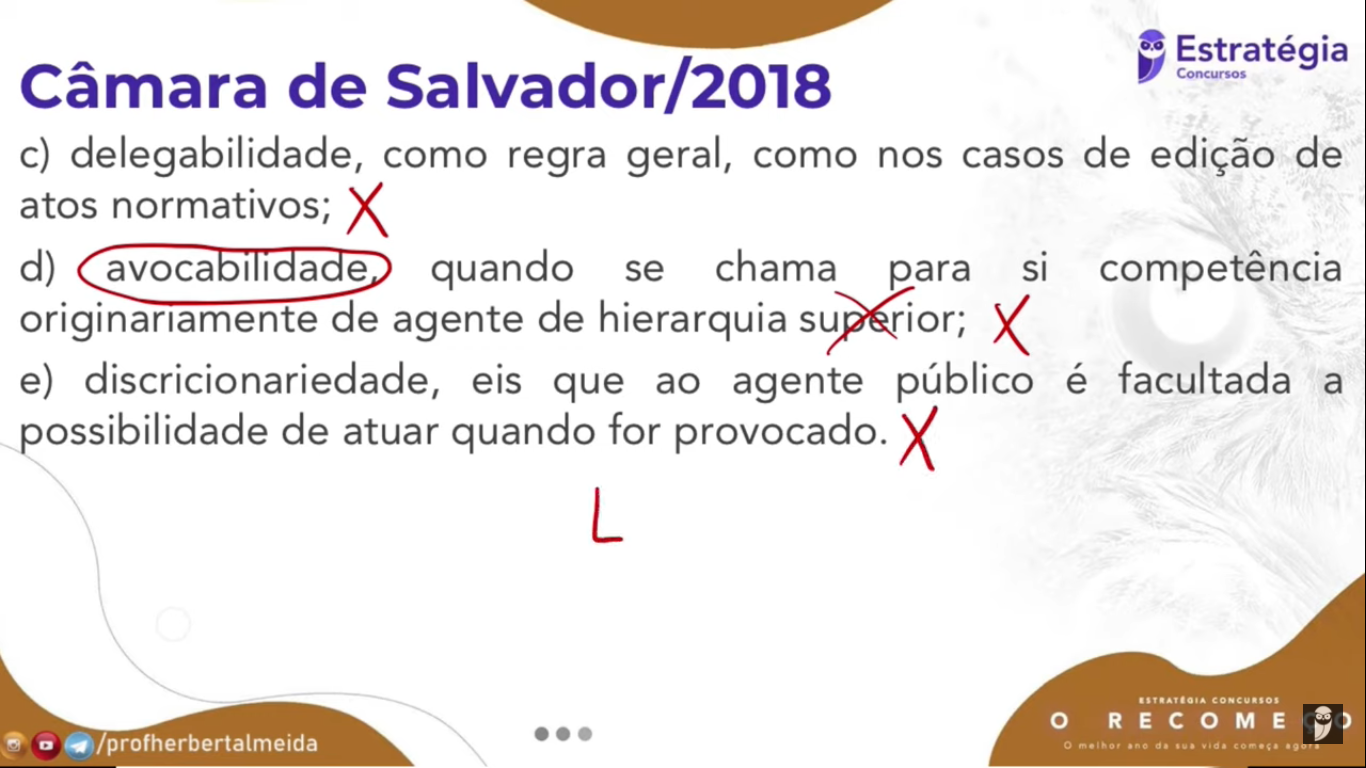 Estratégia
Concursos
Câmara de Salvador/2018
c) delegabilidade, como regra geral, como nos casos de edição de
atos normativos; X
d) avocabilidade, quando se chama para si competência
originariamente de agente de hierarquia superior; X
e) discricionariedade, eis que ao agente público é facultada a
possibilidade de atuar quando for provocado. X
L
/profherbertalmeida
ESTRATÉGIA CONCURSOS
O RECOME
O melhor ano da sua vida começa agora